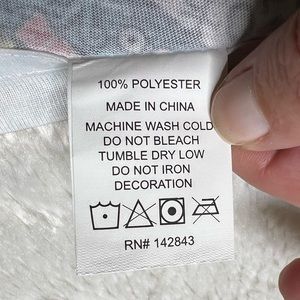 100% POLYESTER
MADE IN CHINA
MACHINE WASH COLD
DO NOT BLEACH
TUMBLE DRY LOW
DO NOT IRON
DECORATION
RN# 142843